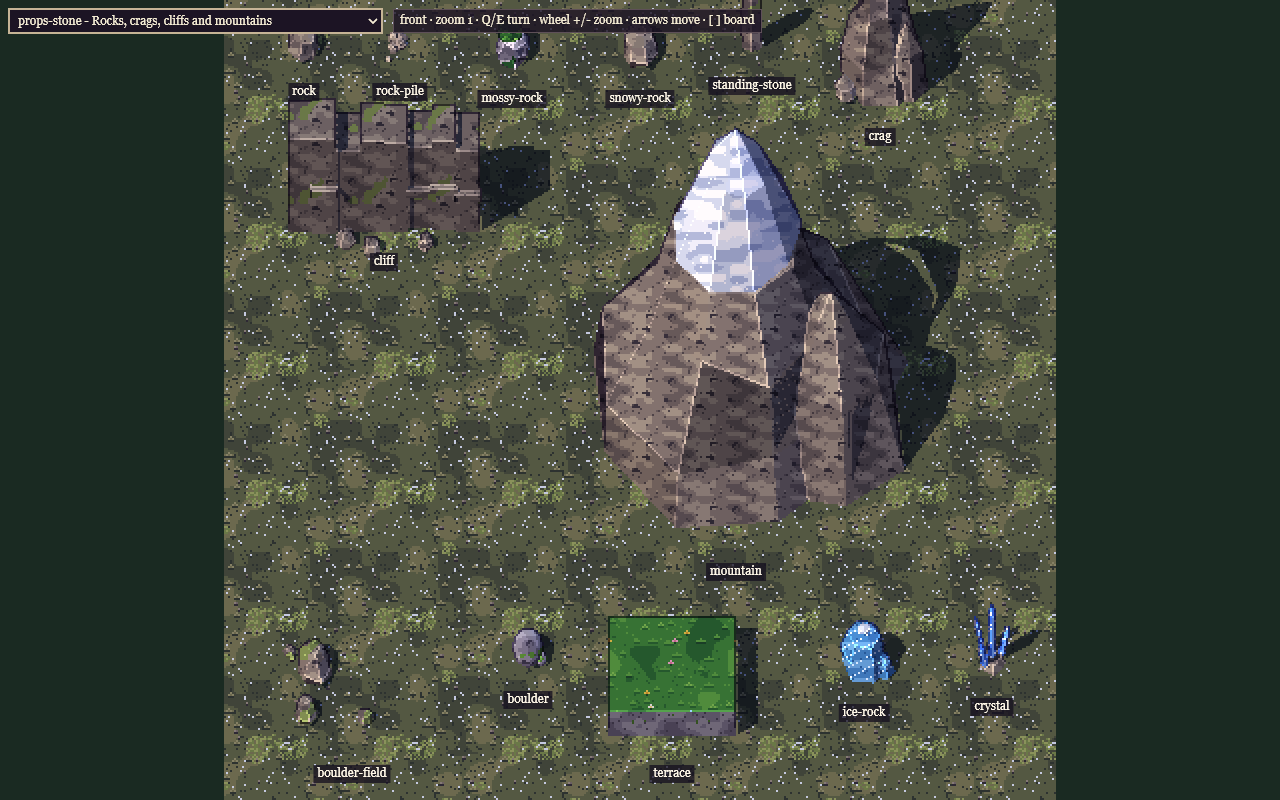 props-stone - Rocks, crags, cliffs and mountains
front · zoom 1 · Q/E turn · wheel +/- zoom · arrows move · [ ] board
rock
rock-pile
mossy-rock
snowy-rock
standing-stone
crag
cliff
mountain
boulder
ice-rock
crystal
boulder-field
terrace